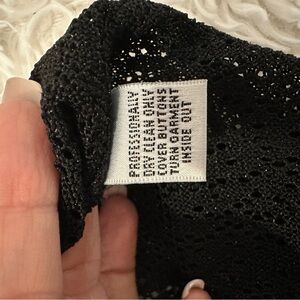 PROFESSIONALLY
DRY CLEAN ONLY
COVER BUTTONS
TURN GARMENT
INSIDE OUT